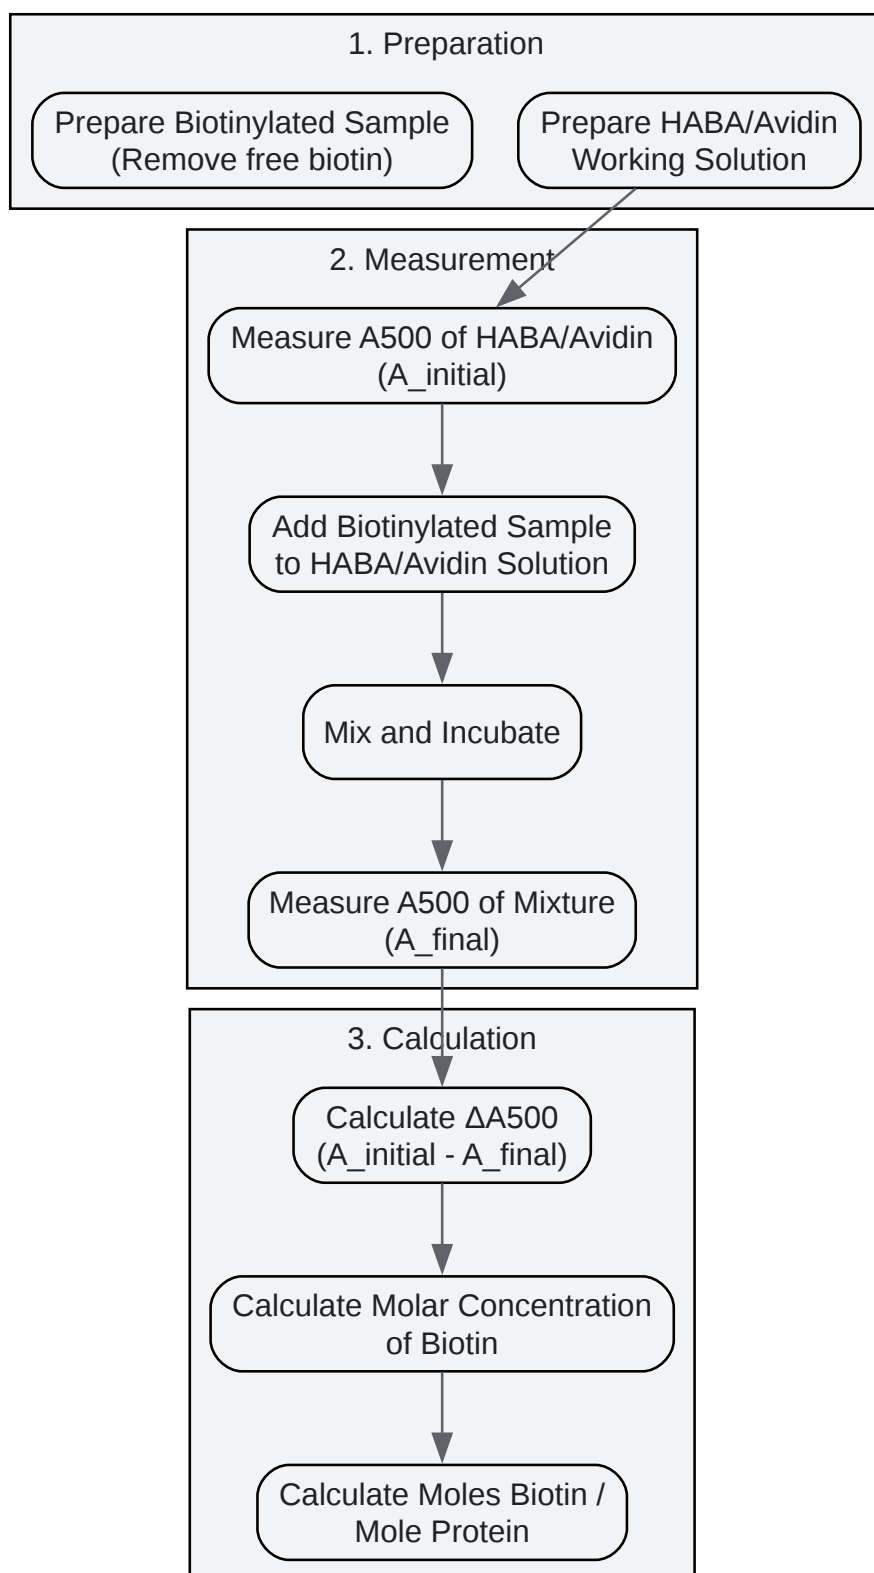 1. Preparation
Prepare Biotinylated Sample
(Remove free biotin)
Prepare HABA/Avidin
Working Solution
2. Measurement
Measure A500 of HABA/Avidin
(A_initial)
Add Biotinylated Sample
to HABA/Avidin Solution
Mix and Incubate
Measure A500 of Mixture
(A_final)
3. Calculation
Calculate ΔA500
(A_initial - A_final)
Calculate Molar Concentration
of Biotin
Calculate Moles Biotin /
Mole Protein